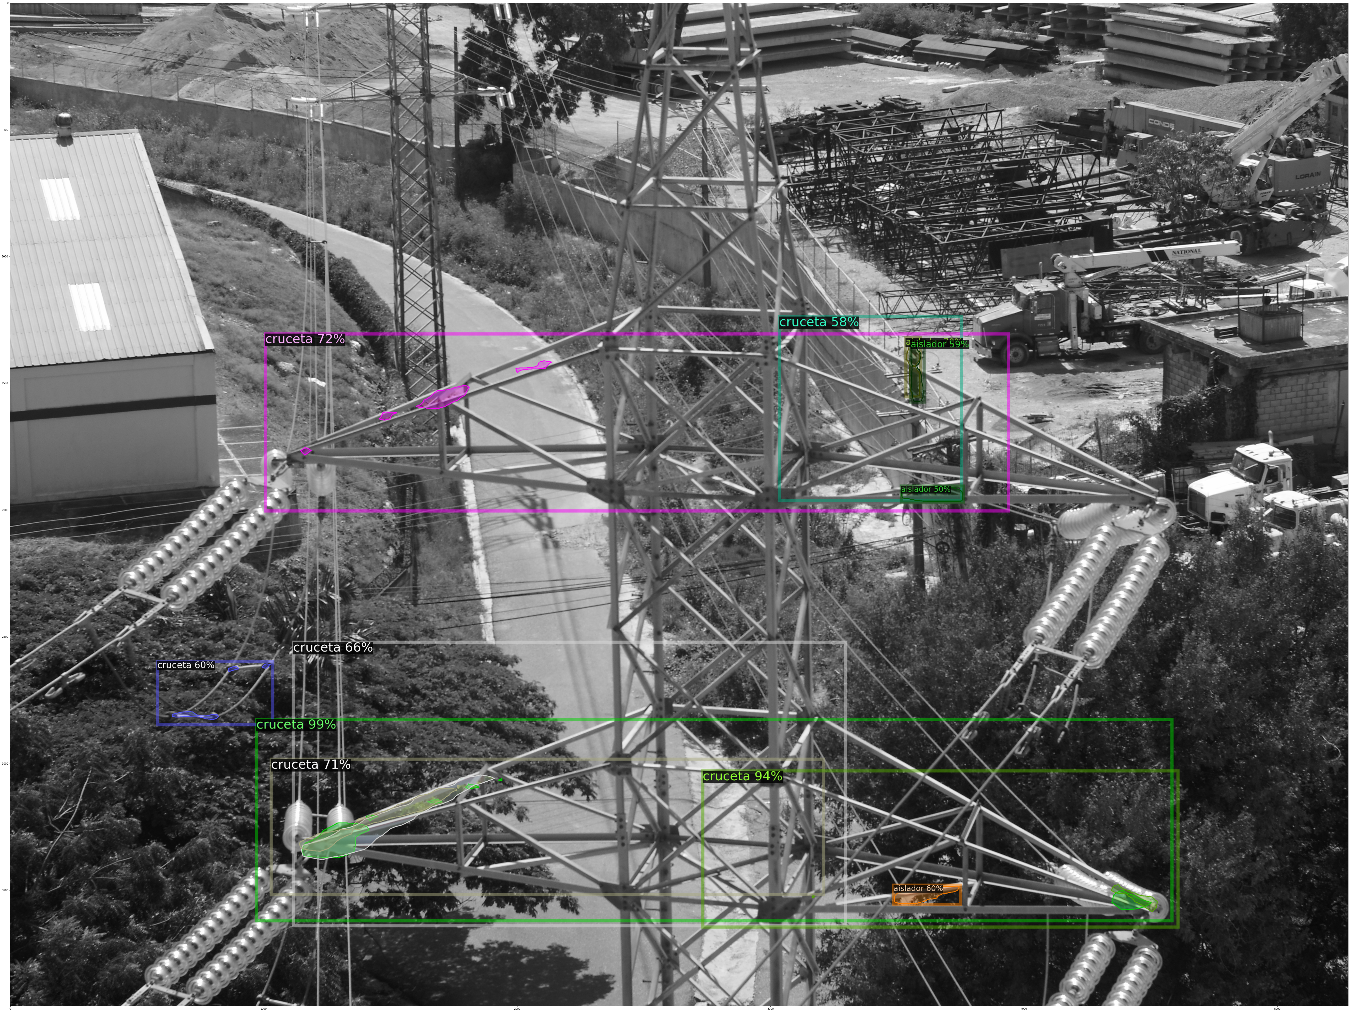 CONDE
LORAIN
NATIONAL
cruceta 58%
cruceta 72%
aislador 59%
aislador 50%
cruceta 66%
cruceta 60%
cruceta 99%
cruceta 71%
cruceta 94%
aislador 60%